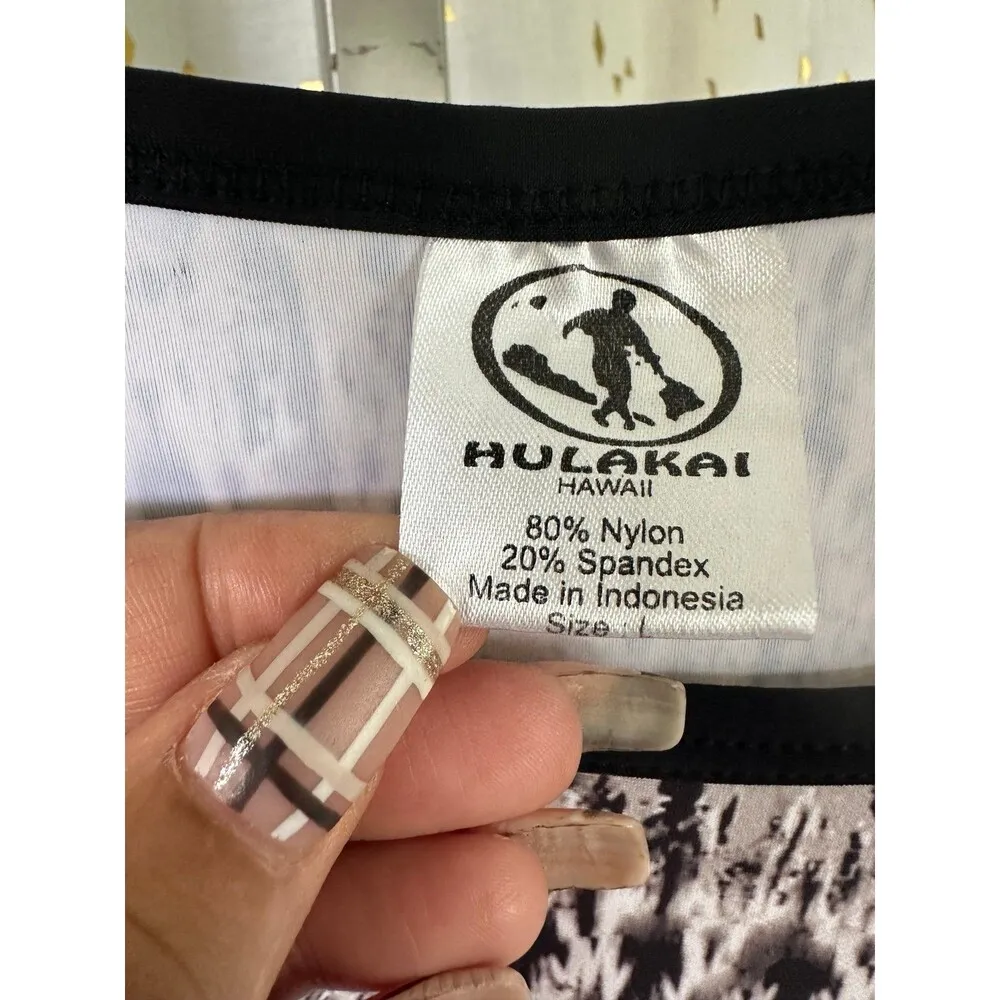 HULAKAI
HAWAII
80% Nylon
20% Spandex
Made in Indonesia
Size : L